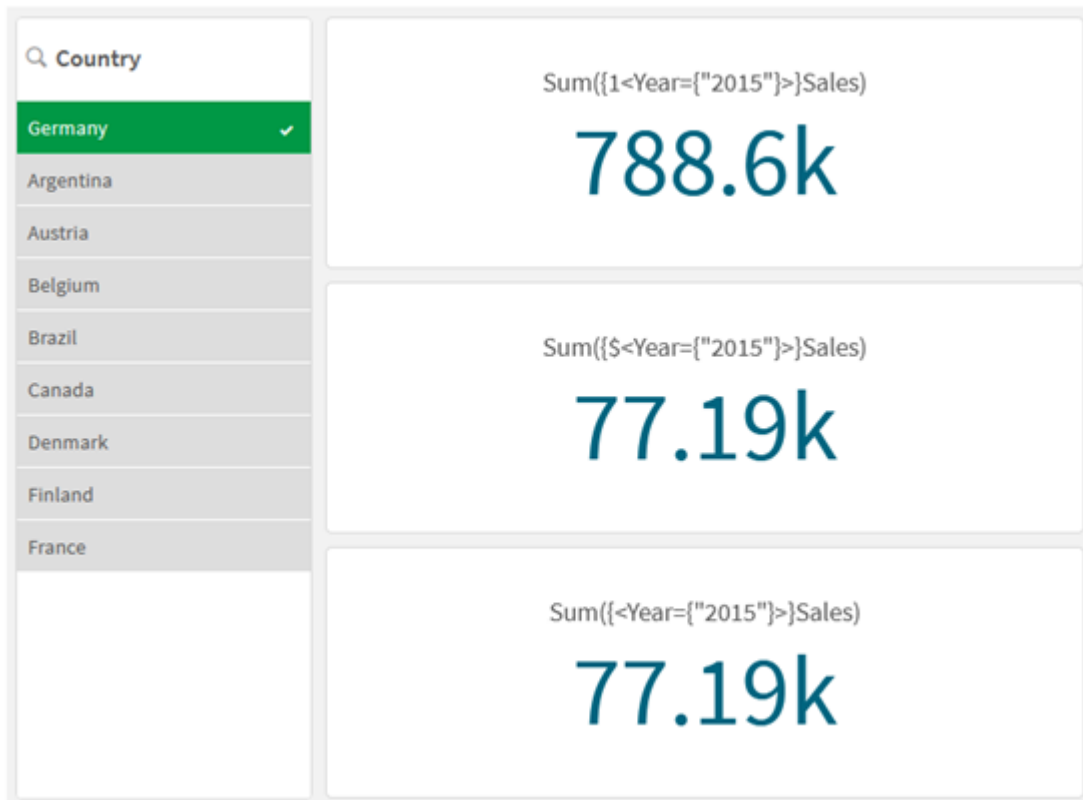 Country
Germany
Argentina
Austria
Belgium
Brazil
Canada
Denmark
Finland
France
Sum({1<Year={"2015"}>}Sales)
788.6k
Sum({$<Year={"2015"}>}Sales)
77.19k
Sum({<Year={"2015"}>}Sales)
77.19k